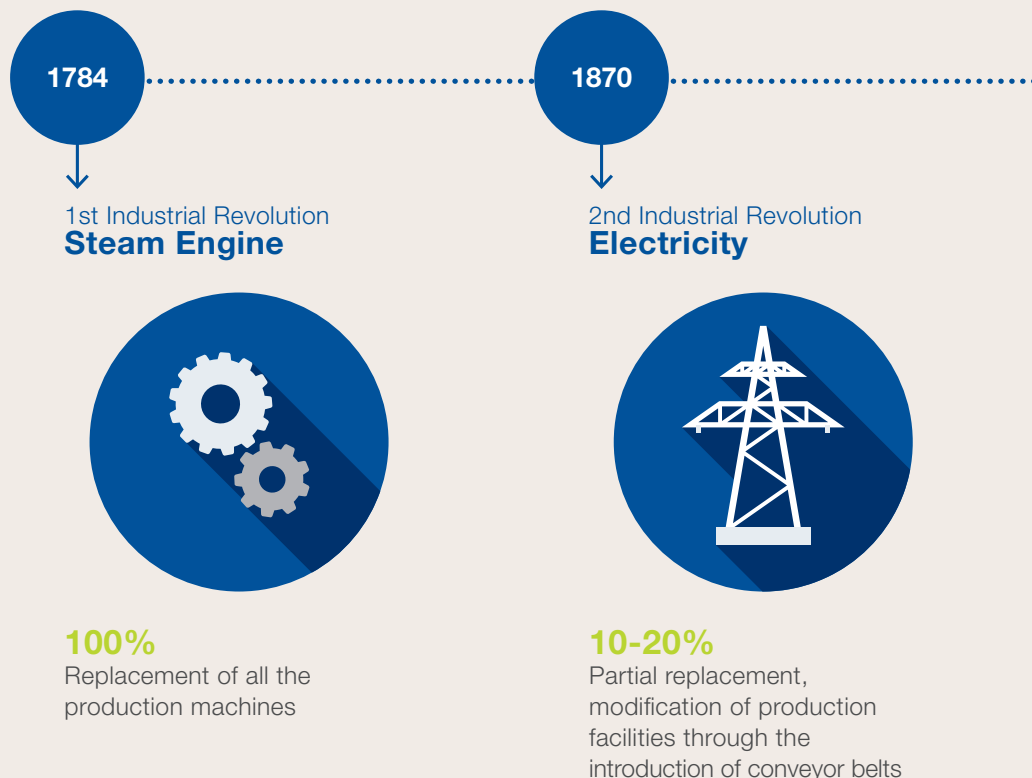 1784
1st Industrial Revolution
Steam Engine
100%
Replacement of all the
production machines
1870
2nd Industrial Revolution
Electricity
10-20%
Partial replacement,
modification of production
facilities through the
introduction of conveyor belts